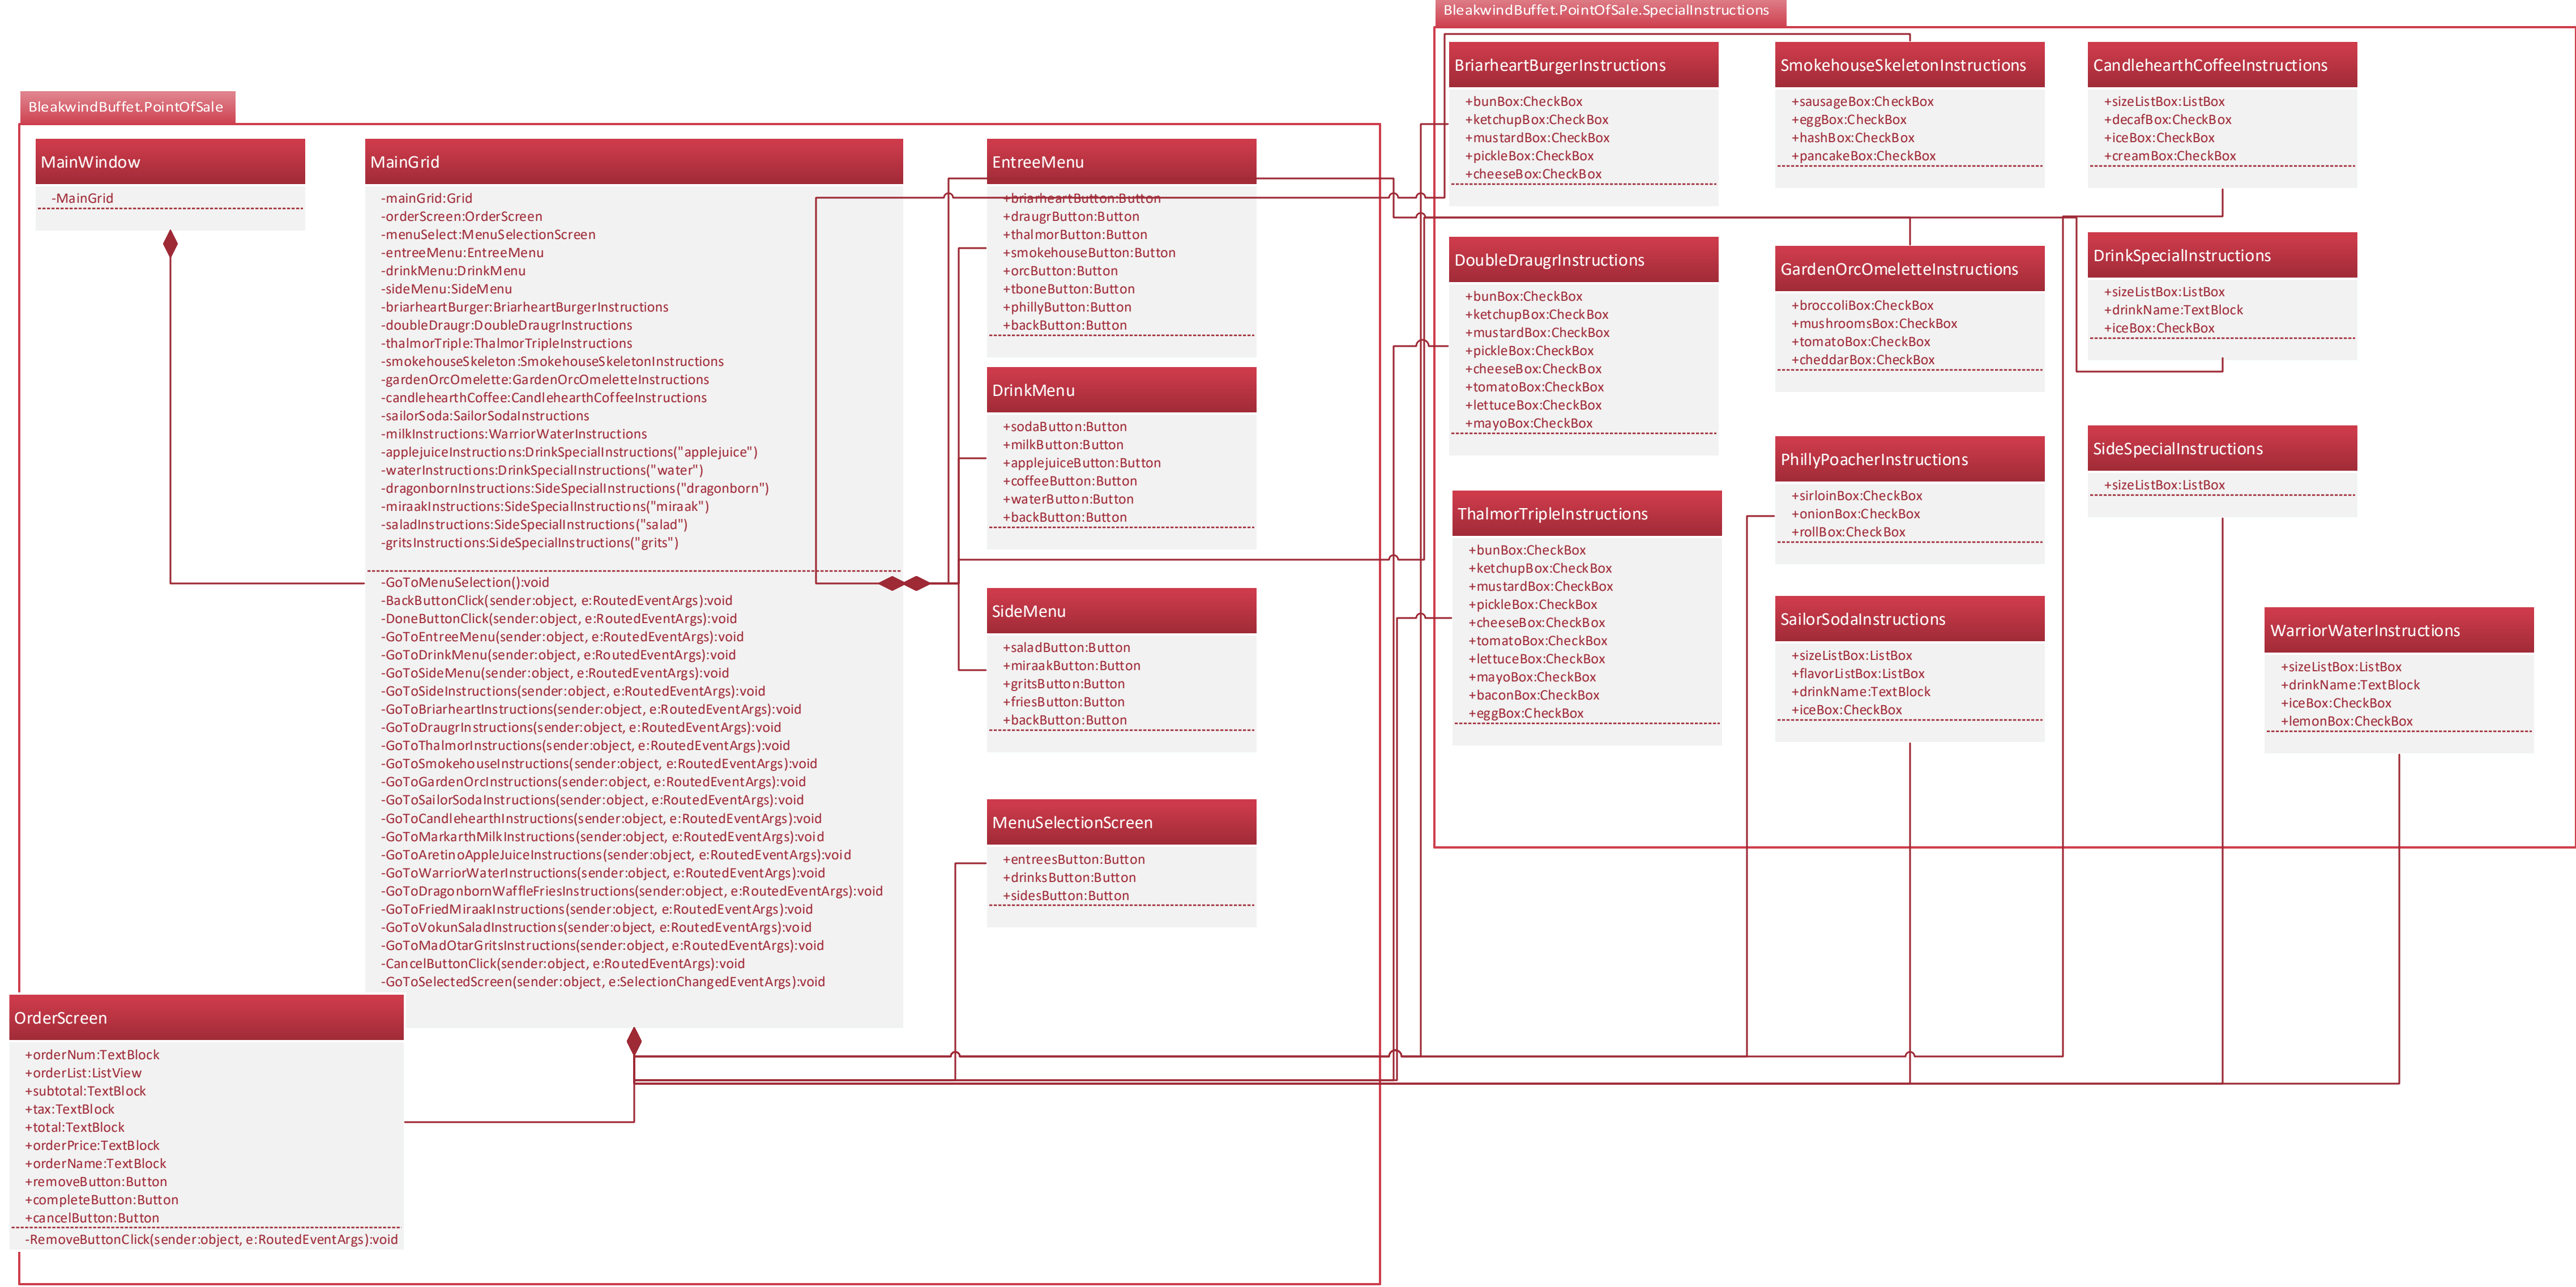 BleakwindBuffet.PointOfSale
MainWindow
-MainGrid
MainGrid
-mainGrid:Grid
-orderScreen:OrderScreen
-menuSelect:MenuSelectionScreen
-entreeMenu:EntreeMenu
-drinkMenu:DrinkMenu
-sideMenu:SideMenu
-briarheartBurger:BriarheartBurgerInstructions
-doubleDraugr:DoubleDraugrInstructions
-thalmorTriple:ThalmorTripleInstructions
-smokehouseSkeleton:SmokehouseSkeletonInstructions
-gardenOrcOmelette:GardenOrcOmeletteInstructions
-candlehearthCoffee:CandlehearthCoffeeInstructions
-sailorSoda:SailorSodaInstructions
-milkInstructions:WarriorWaterInstructions
-applejuiceInstructions:DrinkSpecialInstructions("applejuice")
-waterInstructions:DrinkSpecialInstructions("water")
-dragonbornInstructions:SideSpecialInstructions("dragonborn")
-miraakInstructions:SideSpecialInstructions("miraak")
-saladInstructions:SideSpecialInstructions("salad")
-gritsInstructions:SideSpecialInstructions("grits")
-GoToMenuSelection():void
-BackButtonClick(sender:object, e:RoutedEventArgs):void
-DoneButtonClick(sender:object, e:RoutedEventArgs):void
-GoToEntreeMenu(sender:object, e:RoutedEventArgs):void
-GoToDrinkMenu(sender:object, e:RoutedEventArgs):void
-GoToSideMenu(sender:object, e:RoutedEventArgs):void
-GoToSideInstructions(sender:object, e:RoutedEventArgs):void
-GoToBriarheartInstructions(sender:object, e:RoutedEventArgs):void
-GoToDraugrInstructions(sender:object, e:RoutedEventArgs):void
-GoToThalmorInstructions(sender:object, e:RoutedEventArgs):void
-GoToSmokehouseInstructions(sender:object, e:RoutedEventArgs):void
-GoToGardenOrcInstructions(sender:object, e:RoutedEventArgs):void
-GoToSailorSodaInstructions(sender:object, e:RoutedEventArgs):void
-GoToCandlehearthInstructions(sender:object, e:RoutedEventArgs):void
-GoToMarkarthMilkInstructions(sender:object, e:RoutedEventArgs):void
-GoToAretinoAppleJuiceInstructions(sender:object, e:RoutedEventArgs):void
-GoToWarriorWaterInstructions(sender:object, e:RoutedEventArgs):void
-GoToDragonbornWaffleFriesInstructions(sender:object, e:RoutedEventArgs):void
-GoToFriedMiraakInstructions(sender:object, e:RoutedEventArgs):void
-GoToVokunSaladInstructions(sender:object, e:RoutedEventArgs):void
-GoToMadOtarGritsInstructions(sender:object, e:RoutedEventArgs):void
-CancelButtonClick(sender:object, e:RoutedEventArgs):void
-GoToSelectedScreen(sender:object, e:SelectionChangedEventArgs):void
OrderScreen
+orderNum:TextBlock
+orderList:ListView
+subtotal:TextBlock
+tax:TextBlock
+total:TextBlock
+orderPrice:TextBlock
+orderName:TextBlock
+removeButton:Button
+completeButton:Button
+cancelButton:Button
-RemoveButtonClick(sender:object, e:RoutedEventArgs):void
EntreeMenu
+briarheartButton:Button
+draugrButton:Button
+thalmorButton:Button
+smokehouseButton:Button
+orcButton:Button
+tboneButton:Button
+phillyButton:Button
+backButton:Button
DrinkMenu
+sodaButton:Button
+milkButton:Button
+applejuiceButton:Button
+coffeeButton:Button
+waterButton:Button
+backButton:Button
SideMenu
+saladButton:Button
+miraakButton:Button
+gritsButton:Button
+friesButton:Button
+backButton:Button
MenuSelectionScreen
+entreesButton:Button
+drinksButton:Button
+sidesButton:Button
BleakwindBuffet.PointOfSale.SpecialInstructions
BriarheartBurgerInstructions
+bunBox:CheckBox
+ketchupBox:CheckBox
+mustardBox:CheckBox
+pickleBox:CheckBox
+cheeseBox:CheckBox
DoubleDraugrInstructions
+bunBox:CheckBox
+ketchupBox:CheckBox
+mustardBox:CheckBox
+pickleBox:CheckBox
+cheeseBox:CheckBox
+tomatoBox:CheckBox
+lettuceBox:CheckBox
+mayoBox:CheckBox
ThalmorTripleInstructions
+bunBox:CheckBox
+ketchupBox:CheckBox
+mustardBox:CheckBox
+pickleBox:CheckBox
+cheeseBox:CheckBox
+tomatoBox:CheckBox
+lettuceBox:CheckBox
+mayoBox:CheckBox
+baconBox:CheckBox
+eggBox:CheckBox
SmokehouseSkeletonInstructions
+sausageBox:CheckBox
+eggBox:CheckBox
+hashBox:CheckBox
+pancakeBox:CheckBox
GardenOrcOmeletteInstructions
+broccoliBox:CheckBox
+mushroomsBox:CheckBox
+tomatoBox:CheckBox
+cheddarBox:CheckBox
PhillyPoacherInstructions
+sirloinBox:CheckBox
+onionBox:CheckBox
+rollBox:CheckBox
SailorSodaInstructions
+sizeListBox:ListBox
+flavorListBox:ListBox
+drinkName:TextBlock
+iceBox:CheckBox
CandlehearthCoffeeInstructions
+sizeListBox:ListBox
+decafBox:CheckBox
+iceBox:CheckBox
+creamBox:CheckBox
DrinkSpecialInstructions
+sizeListBox:ListBox
+drinkName:TextBlock
+iceBox:CheckBox
SideSpecialInstructions
+sizeListBox:ListBox
WarriorWaterInstructions
+sizeListBox:ListBox
+drinkName:TextBlock
+iceBox:CheckBox
+lemonBox:CheckBox